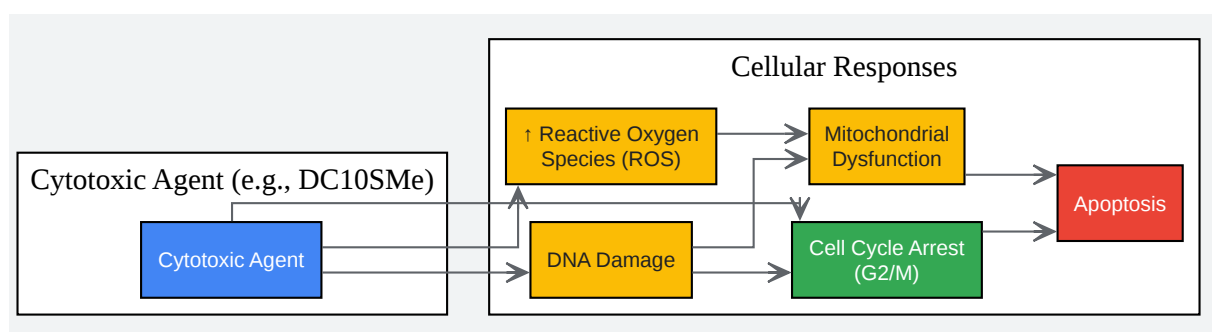 Cellular Responses
↑ Reactive Oxygen
Species (ROS)
Mitochondrial
Dysfunction
Cytotoxic Agent (e.g., DC10SMe)
Apoptosis
Cytotoxic Agent
DNA Damage
Cell Cycle Arrest
(G2/M)